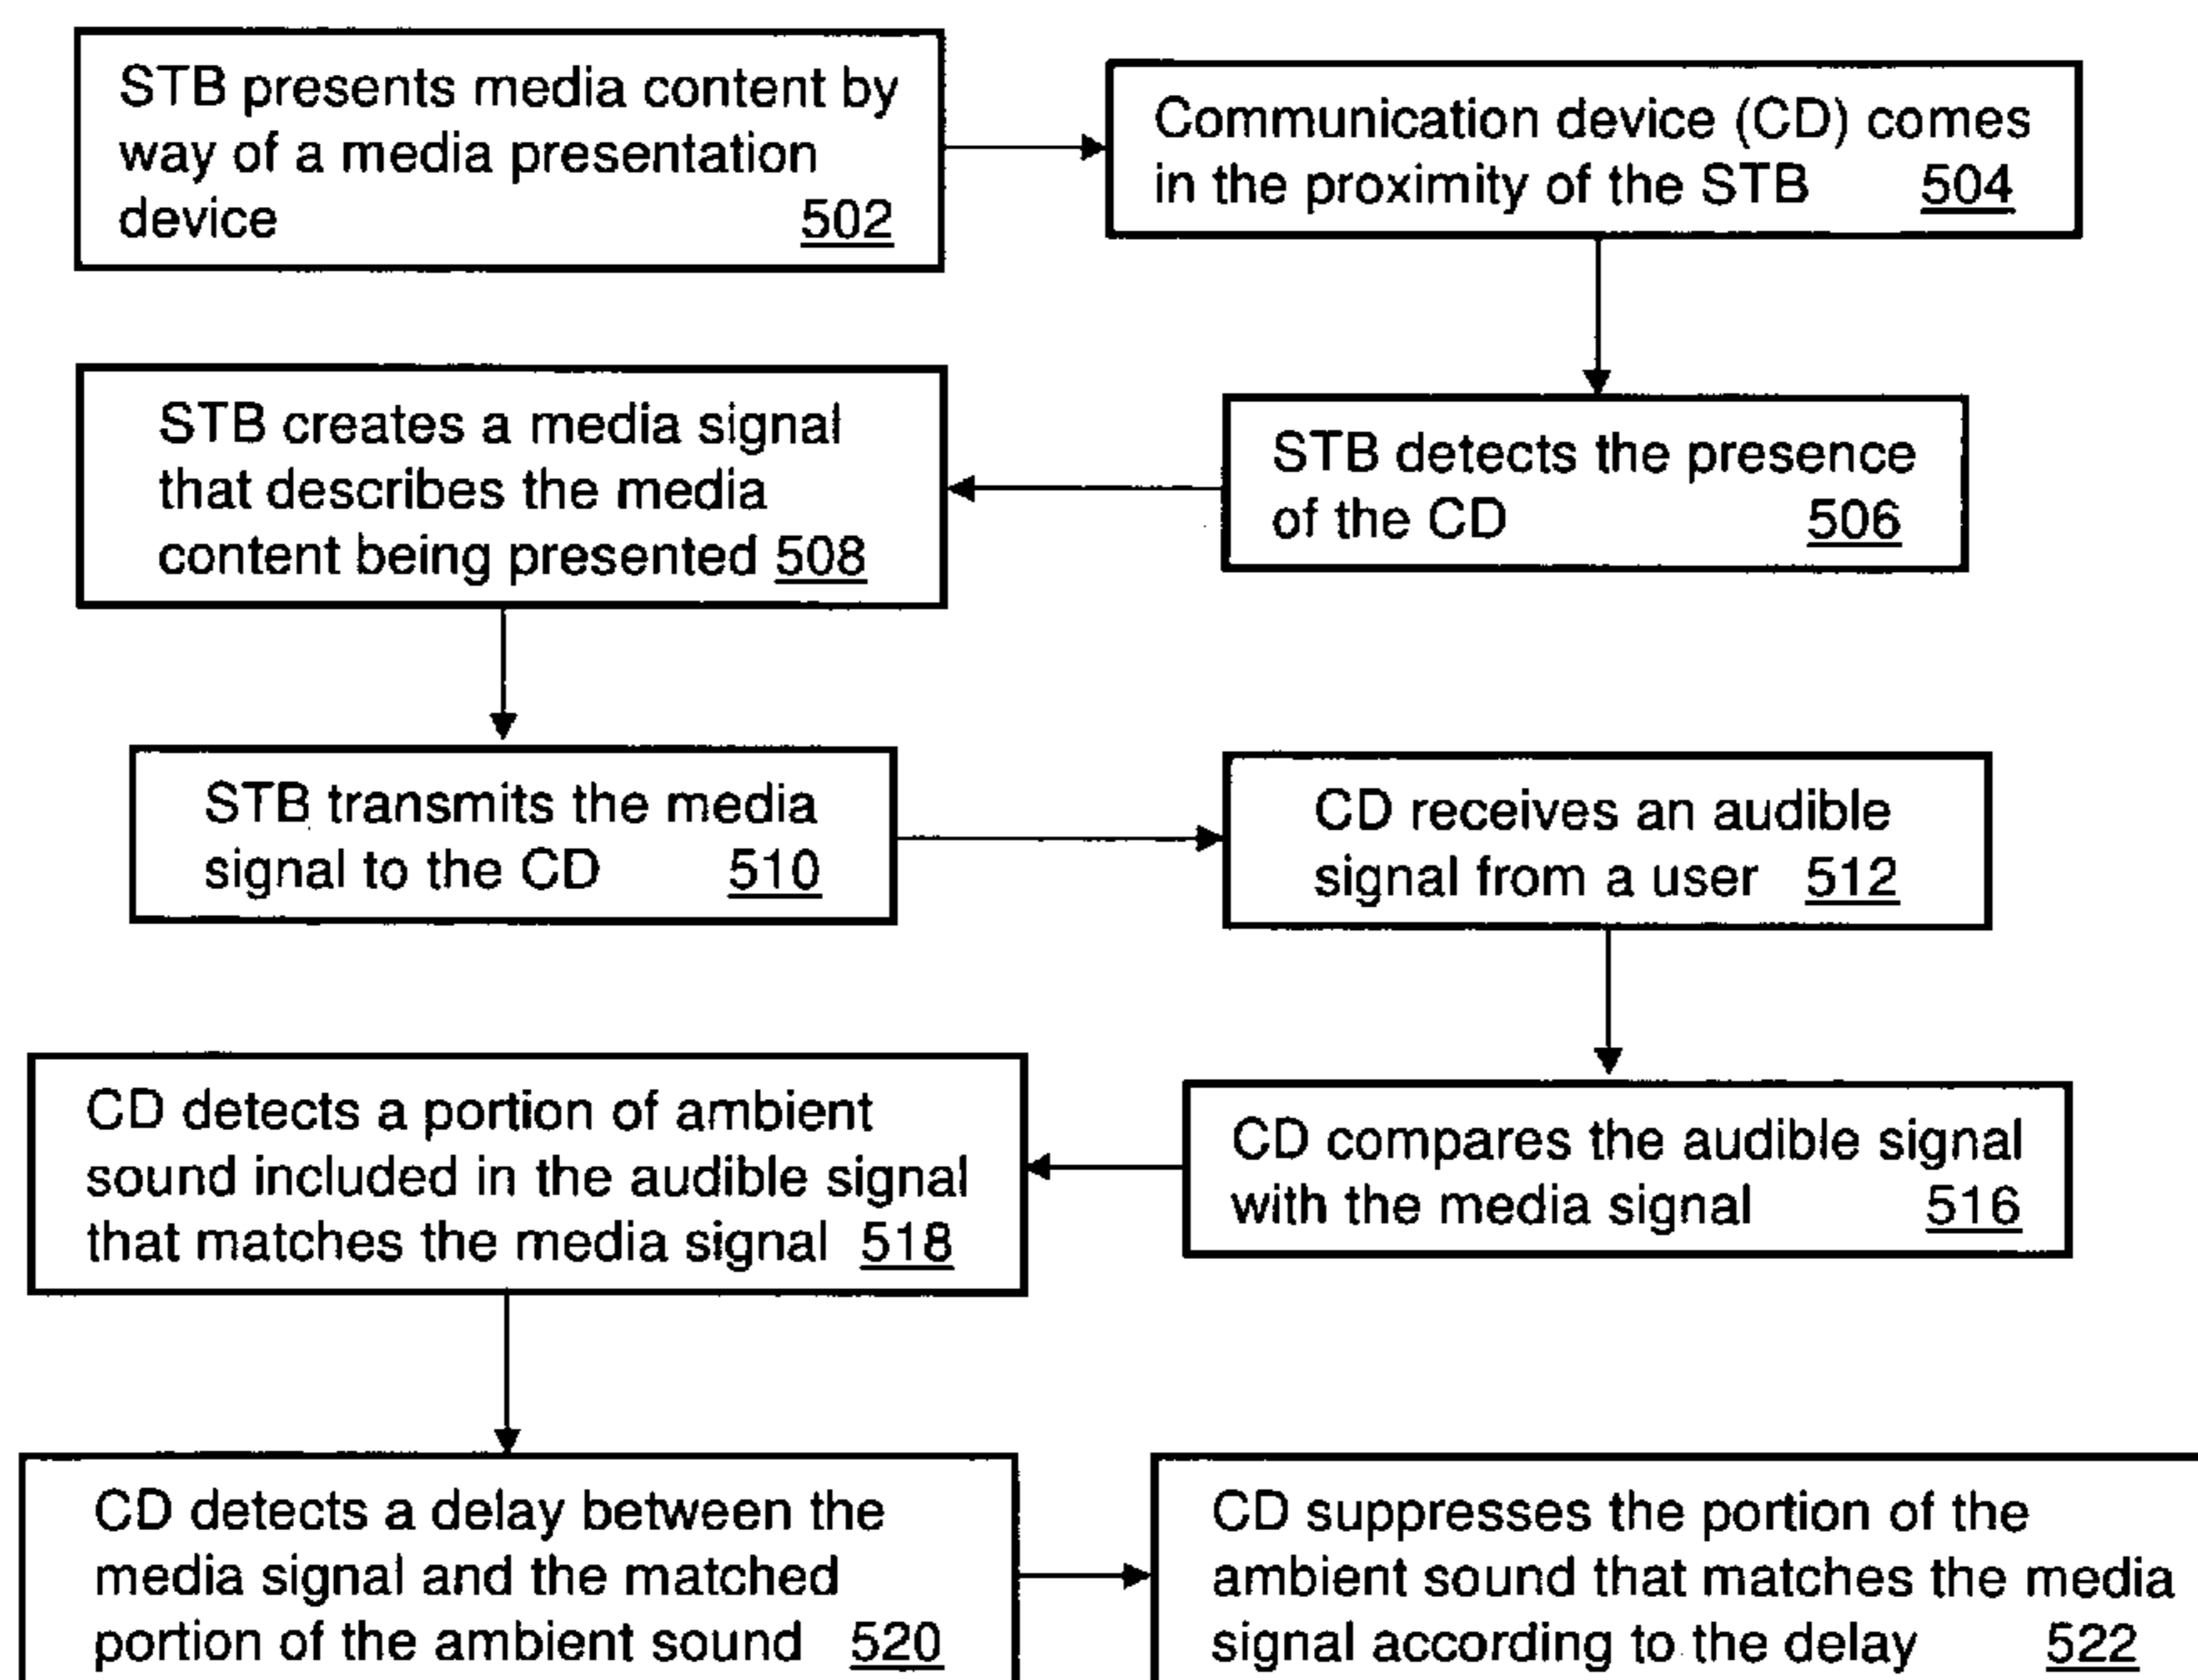 STB presents media content by
way of a media presentation
device 502
Communication device (CD) comes
in the proximity of the STB 504
STB detects the presence
of the CD 506
STB creates a media signal
that describes the media
content being presented 508
STB transmits the media
signal to the CD 510
CD receives an audible
signal from a user 512
CD compares the audible signal
with the media signal 516
CD detects a portion of ambient
sound included in the audible signal
that matches the media signal 518
CD detects a delay between the
media signal and the matched
portion of the ambient sound 520
CD suppresses the portion of the
ambient sound that matches the media
signal according to the delay 522